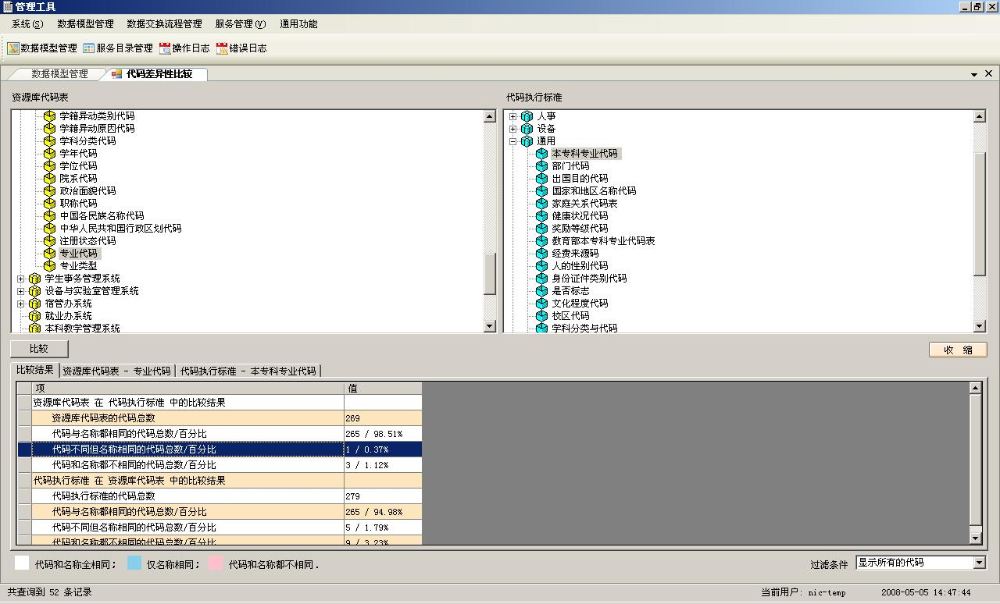 管理工具
系统(S) 数据模型管理 数据交换流程管理 服务管理(V) 通用功能
数据模型管理 服务目录管理 操作日志 错误日志
数据模型管理 代码差异性比较
资源库代码表
学籍异动类别代码
学籍异动原因代码
学科分类代码
学年代码
学位代码
院系代码
政治面貌代码
职称代码
中国各民族名称代码
中华人民共和国行政区划代码
注册状态代码
专业代码
专业类型
学生事务管理系统
设备与实验室管理系统
宿管办系统
就业办系统
本科教学管理系统
代码执行标准
人事
设备
通用
本专科专业代码
部门代码
出国目的代码
国家和地区名称代码
家庭关系代码表
健康状况代码
奖励等级代码
教育部本专科专业代码表
经费来源码
人的性别代码
身份证件类别代码
是否标志
文化程度代码
校区代码
学科分类与代码
比较 收 缩
比较结果 资源库代码表 - 专业代码 代码执行标准 - 本专科专业代码
项 值
资源库代码表 在 代码执行标准 中的比较结果
资源库代码表的代码总数 269
代码与名称都相同的代码总数/百分比 265 / 98.51%
代码不同但名称相同的代码总数/百分比 1 / 0.37%
代码和名称都不相同的代码总数/百分比 3 / 1.12%
代码执行标准 在 资源库代码表 中的比较结果
代码执行标准的代码总数 279
代码与名称都相同的代码总数/百分比 265 / 94.98%
代码不同但名称相同的代码总数/百分比 5 / 1.79%
代码和名称都不相同的代码总数/百分比 9 / 3.23%
代码和名称全相同; 仅名称相同; 代码和名称都不相同. 过滤条件 显示所有的代码
共查询到 52 条记录 当前用户: nic-temp 2008-05-05 14:47:44